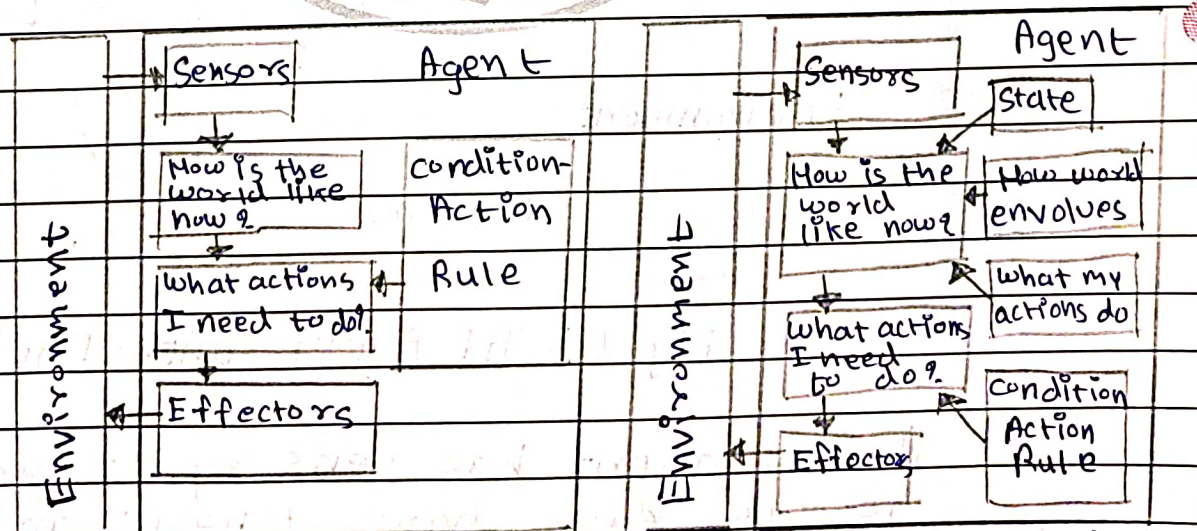 Environment
Agent
Sensors
How is the
world like
now?
Condition-
Action
Rule
What actions
I need to do?
Effectors
Environment
Agent
Sensors
State
How is the
world
like now?
How world
envolves
What my
actions do
What actions
I need
to do?
Condition
Action
Rule
Effectors